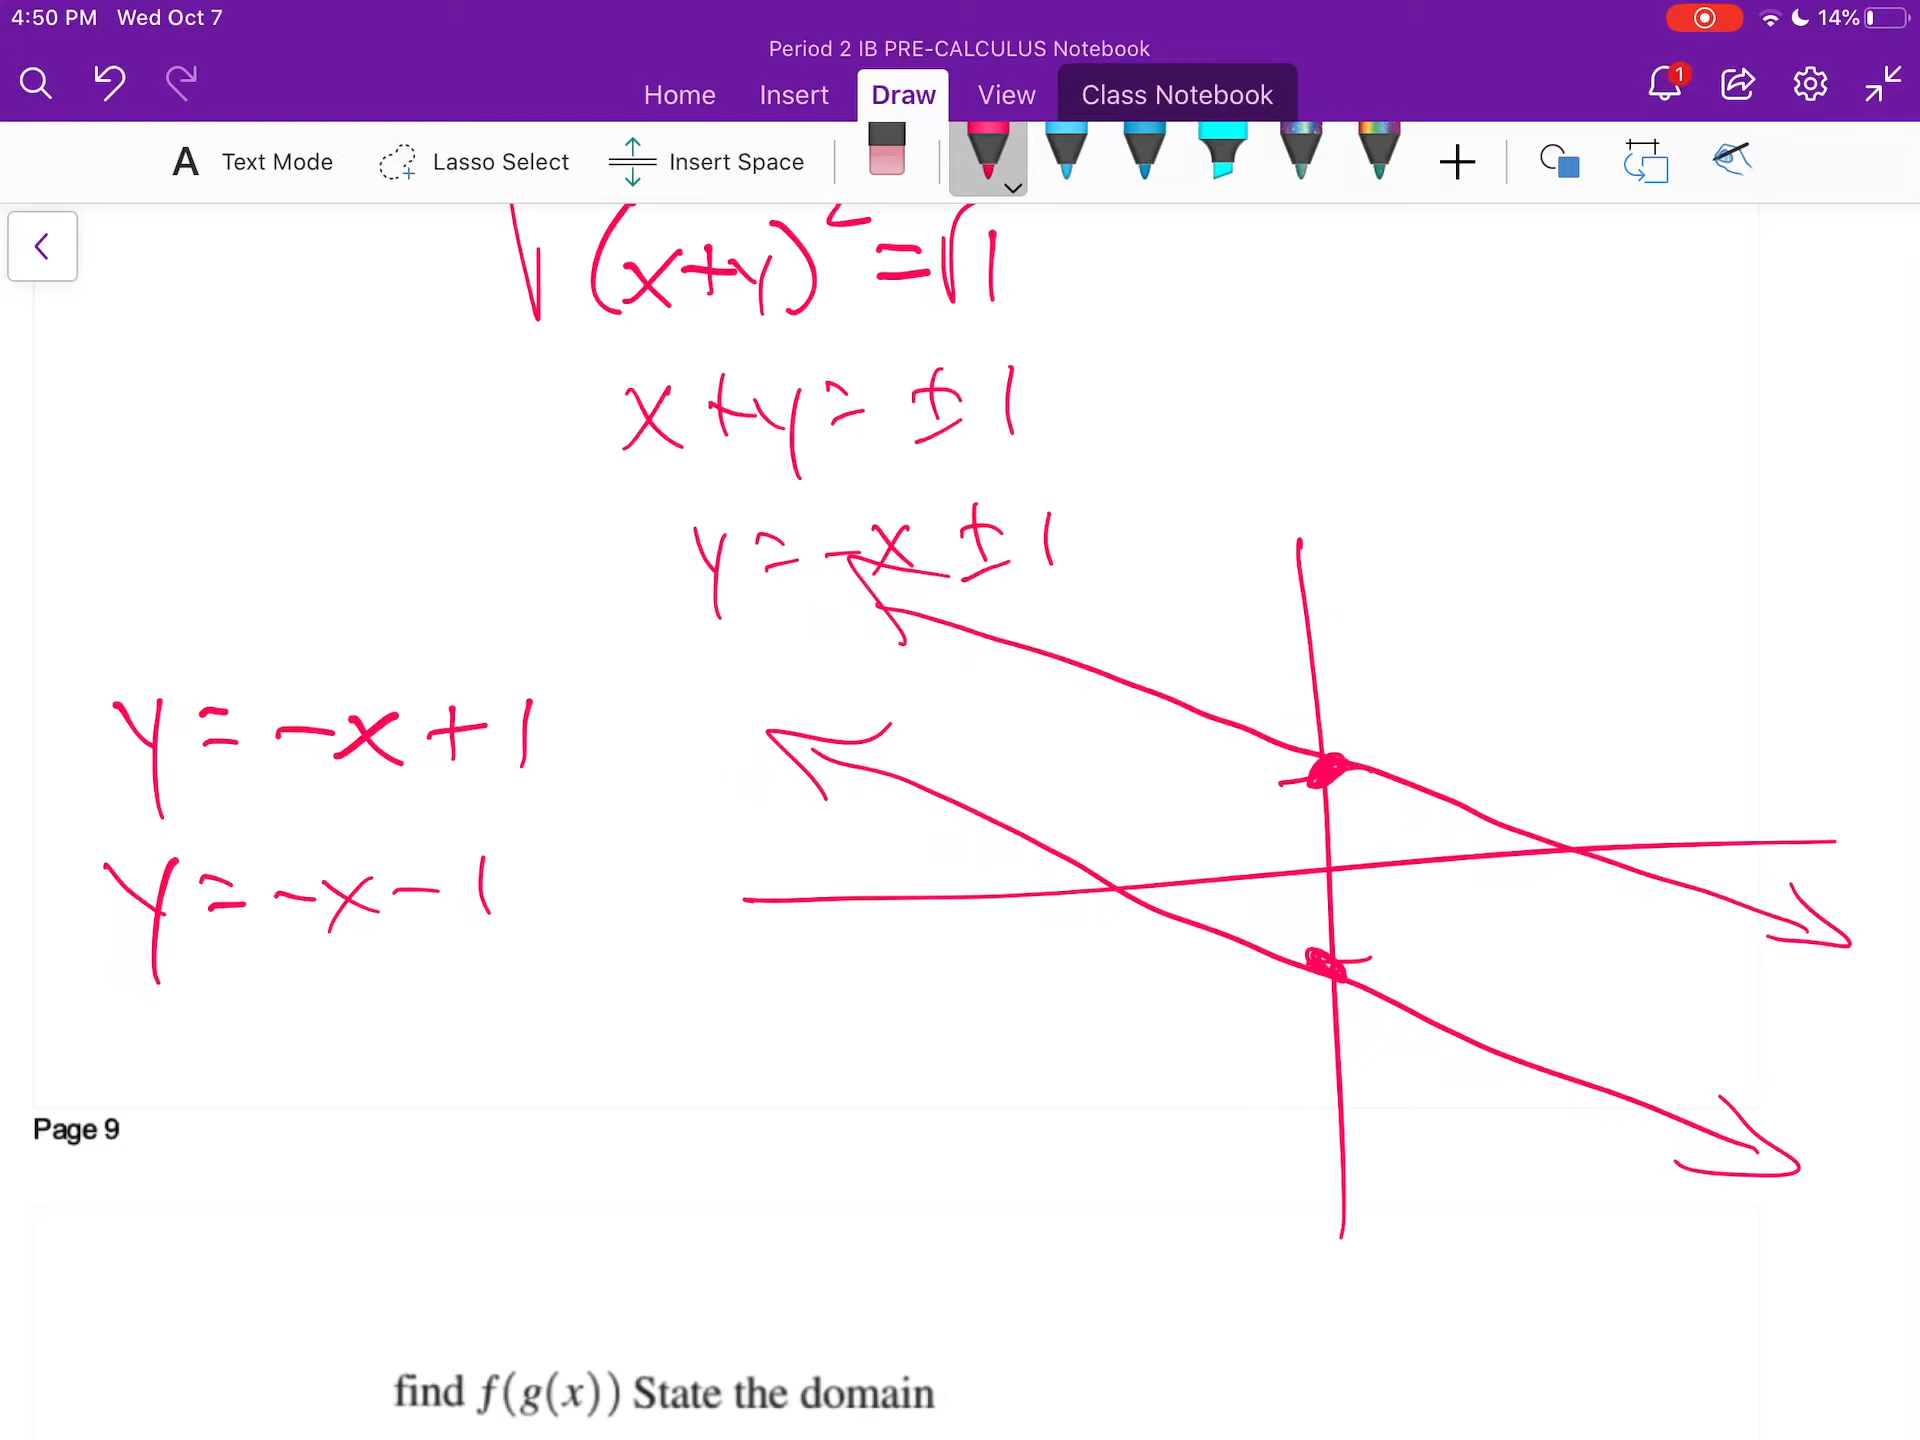 4:50 PM Wed Oct 7
14%
Period 2 IB PRE-CALCULUS Notebook
Home Insert Draw View Class Notebook
1
A Text Mode Lasso Select Insert Space
√(x+y)² = √1
x+y = ± 1
y = -x ± 1
y = -x+1
y = -x-1
Page 9
find f(g(x)) State the domain